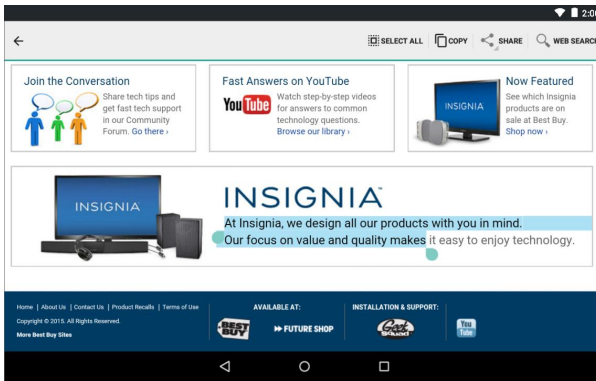 2:00
SELECT ALL
COPY
SHARE
WEB SEARCH
Join the Conversation
Share tech tips and
get fast tech support
in our Community
Forum. Go there ›
Fast Answers on YouTube
You Tube
Watch step-by-step videos
for answers to common
technology questions.
Browse our library ›
INSIGNIA
Now Featured
See which Insignia
products are on
sale at Best Buy.
Shop now ›
INSIGNIA
INSIGNIA
At Insignia, we design all our products with you in mind.
Our focus on value and quality makes it easy to enjoy technology.
Home | About Us | Contact Us | Product Recalls | Terms of Use
Copyright © 2015. All Rights Reserved.
More Best Buy Sites
AVAILABLE AT:
BEST
BUY
FUTURE SHOP
INSTALLATION & SUPPORT:
Geek
Squad
You
Tube